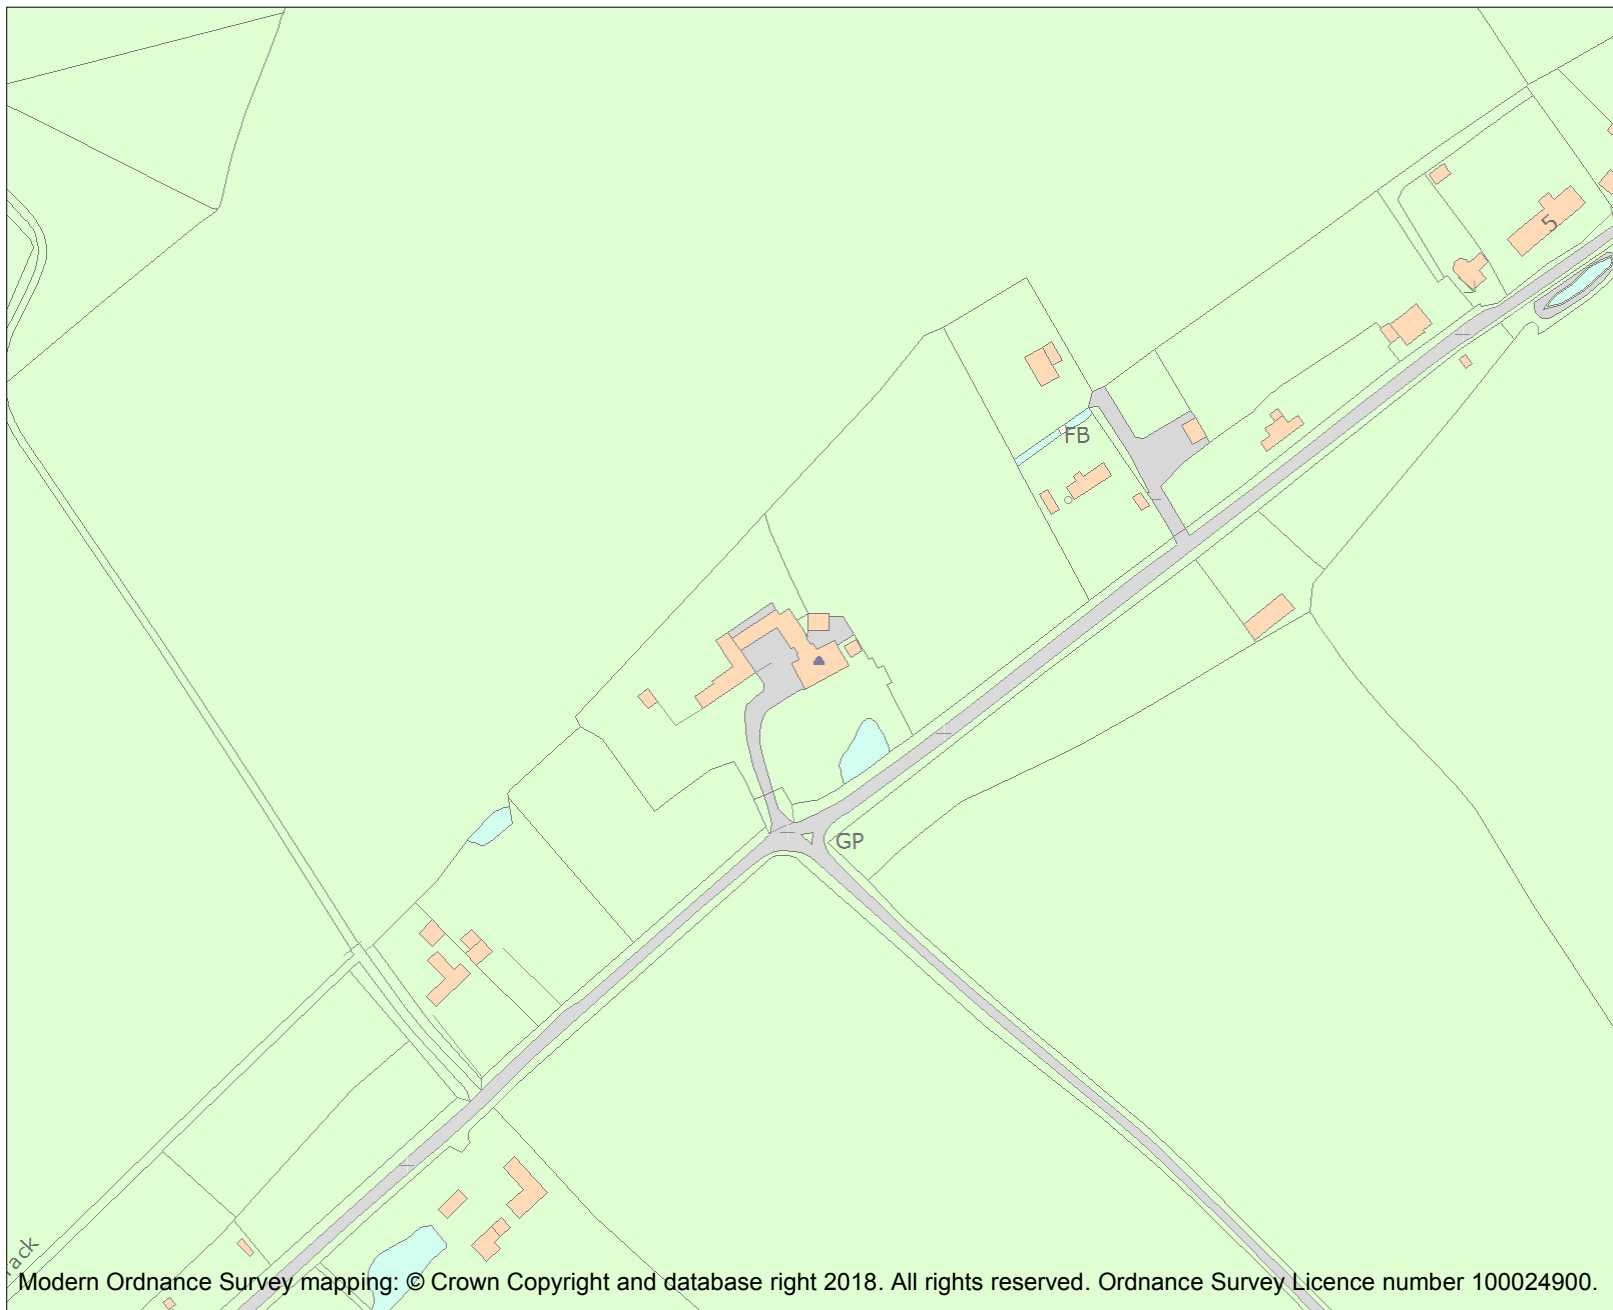 5
FB
GP
ack
Modern Ordnance Survey mapping: © Crown Copyright and database right 2018. All rights reserved. Ordnance Survey Licence number 100024900.